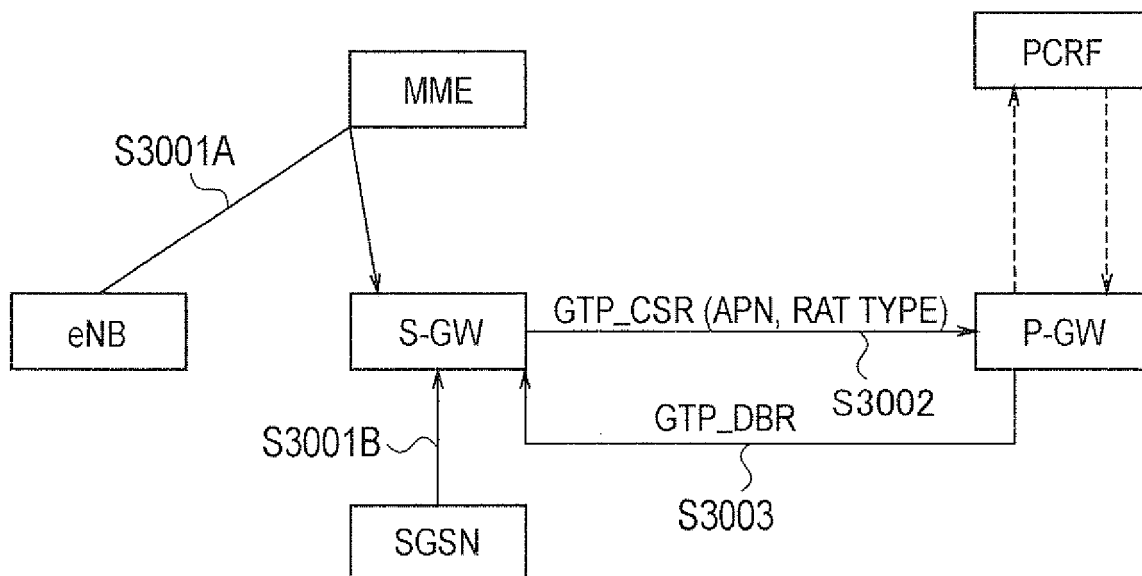 MME
PCRF
S3001A
eNB
S-GW
GTP_CSR (APN, RAT TYPE)
P-GW
S3002
GTP_DBR
S3001B
S3003
SGSN